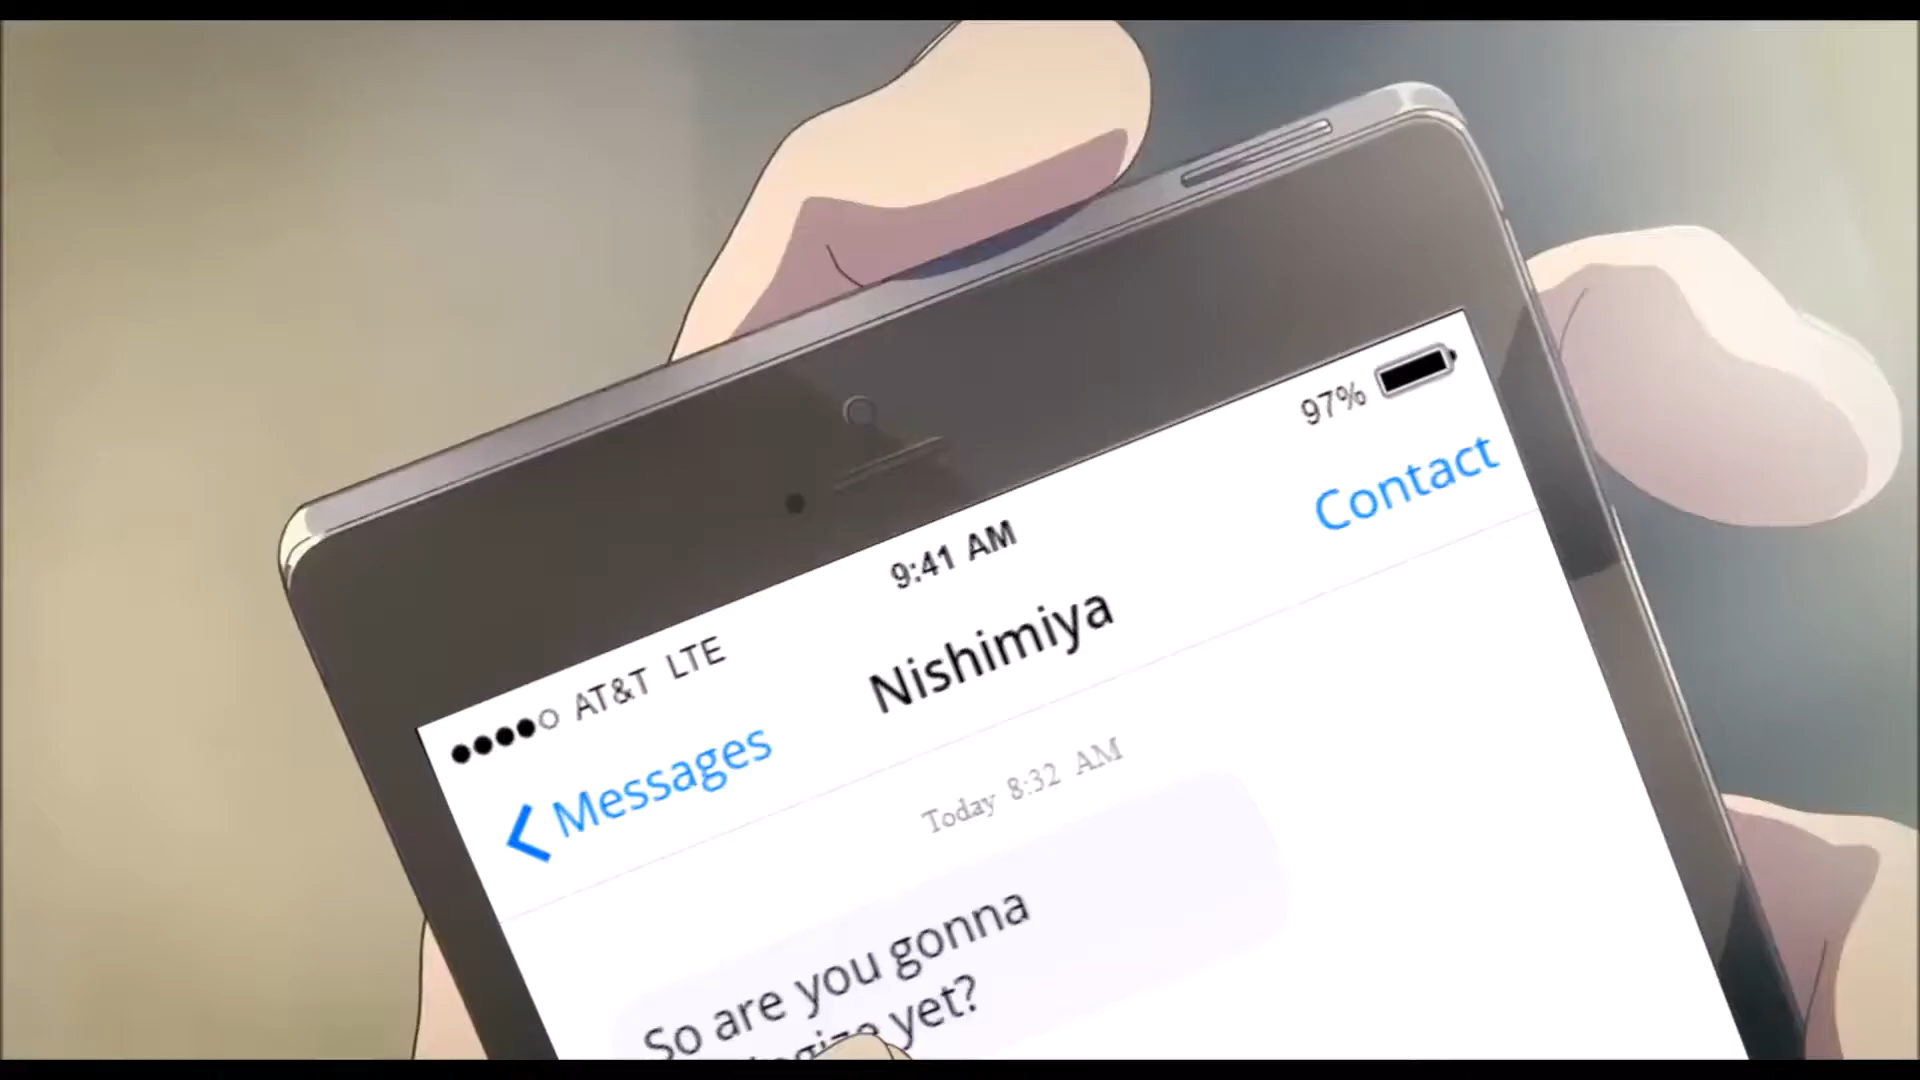 97%
9:41 AM
AT&T LTE
Contact
Nishimiya
Messages
Today 8:32 AM
So are you gonna
yet?